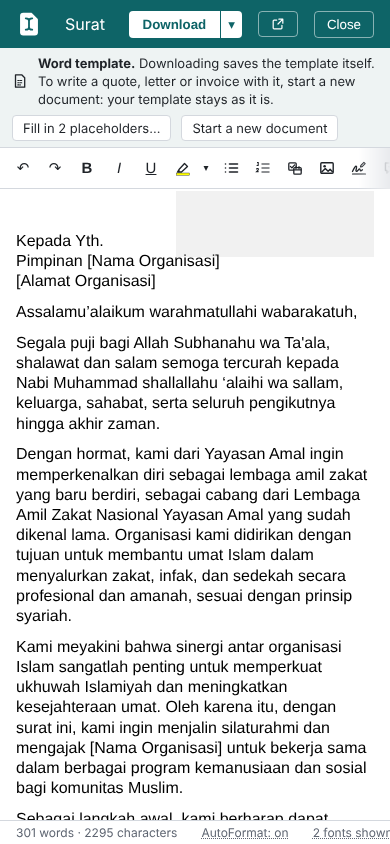 Surat
Download
Close
Word template. Downloading saves the template itself.
To write a quote, letter or invoice with it, start a new
document: your template stays as it is.
Fill in 2 placeholders...
Start a new document
B
I
U
Kepada Yth.
Pimpinan [Nama Organisasi]
[Alamat Organisasi]
Assalamu’alaikum warahmatullahi wabarakatuh,
Segala puji bagi Allah Subhanahu wa Ta'ala,
shalawat dan salam semoga tercurah kepada
Nabi Muhammad shallallahu ‘alaihi wa sallam,
keluarga, sahabat, serta seluruh pengikutnya
hingga akhir zaman.
Dengan hormat, kami dari Yayasan Amal ingin
memperkenalkan diri sebagai lembaga amil zakat
yang baru berdiri, sebagai cabang dari Lembaga
Amil Zakat Nasional Yayasan Amal yang sudah
dikenal lama. Organisasi kami didirikan dengan
tujuan untuk membantu umat Islam dalam
menyalurkan zakat, infak, dan sedekah secara
profesional dan amanah, sesuai dengan prinsip
syariah.
Kami meyakini bahwa sinergi antar organisasi
Islam sangatlah penting untuk memperkuat
ukhuwah Islamiyah dan meningkatkan
kesejahteraan umat. Oleh karena itu, dengan
surat ini, kami ingin menjalin silaturahmi dan
mengajak [Nama Organisasi] untuk bekerja sama
dalam berbagai program kemanusiaan dan sosial
bagi komunitas Muslim.
Sebagai langkah awal, kami berharap dapat
301 words · 2295 characters
AutoFormat: on
2 fonts shown